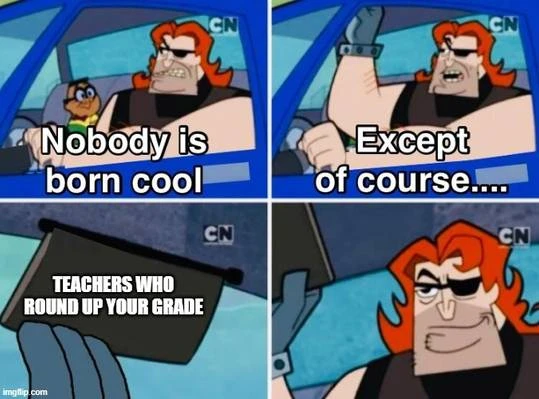 CN
CN
Nobody is
born cool
Except
of course....
CN
CN
TEACHERS WHO
ROUND UP YOUR GRADE
imgflip.com